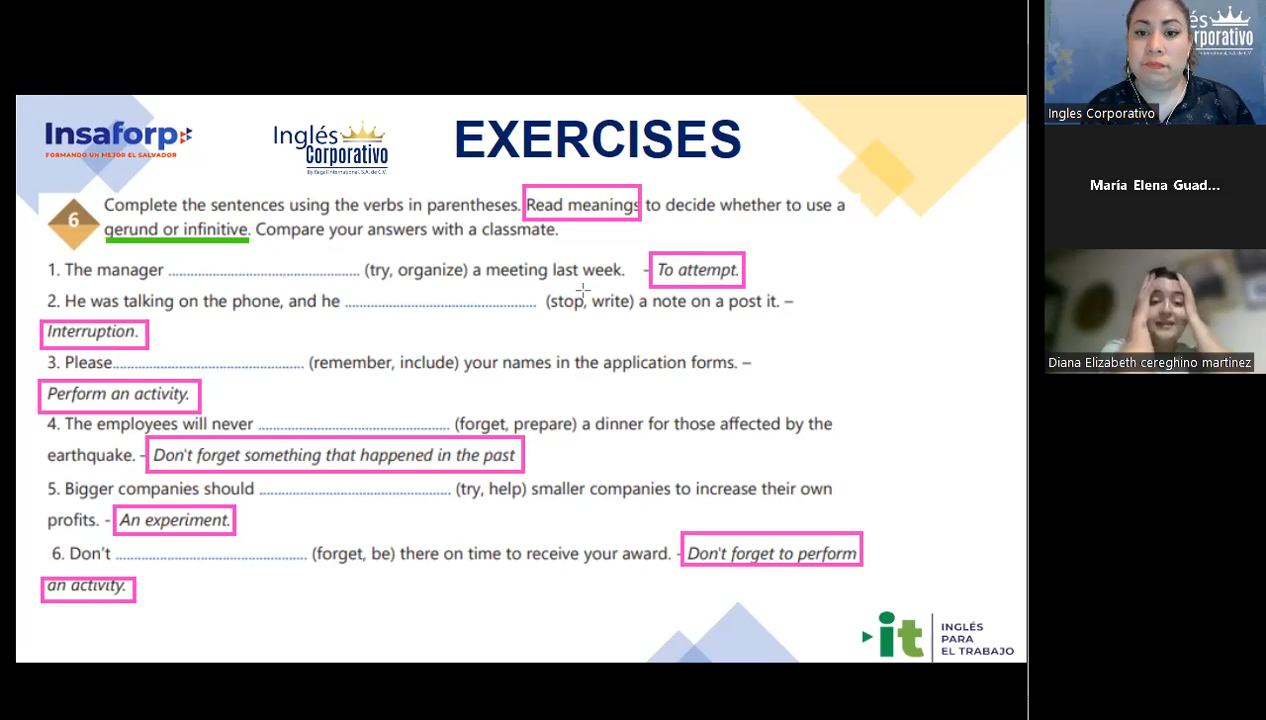 Insaforp
FORMANDO UN MEJOR EL SALVADOR
Inglés
Corporativo
By Regal International, S.A. de C.V.
EXERCISES
6
Complete the sentences using the verbs in parentheses. Read meanings to decide whether to use a
gerund or infinitive. Compare your answers with a classmate.
1. The manager ........................................................ (try, organize) a meeting last week. - To attempt.
2. He was talking on the phone, and he ........................................................ (stop, write) a note on a post it. –
Interruption.
3. Please........................................................ (remember, include) your names in the application forms. –
Perform an activity.
4. The employees will never ........................................................ (forget, prepare) a dinner for those affected by the
earthquake. - Don't forget something that happened in the past
5. Bigger companies should ........................................................ (try, help) smaller companies to increase their own
profits. - An experiment.
6. Don't ........................................................ (forget, be) there on time to receive your award. - Don't forget to perform
an activity.
it
INGLÉS
PARA
EL TRABAJO
és
rporativo
Ingles Corporativo
María Elena Guad...
Diana Elizabeth cereghino martinez